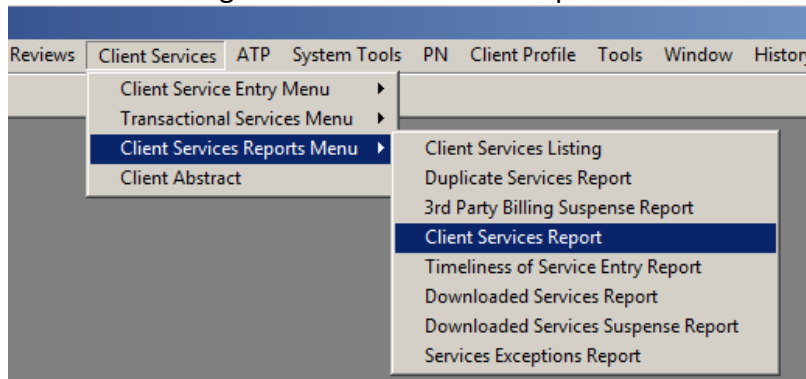 Reviews Client Services ATP System Tools PN Client Profile Tools Window History
Client Service Entry Menu
Transactional Services Menu
Client Services Reports Menu
Client Abstract
Client Services Listing
Duplicate Services Report
3rd Party Billing Suspense Report
Client Services Report
Timeliness of Service Entry Report
Downloaded Services Report
Downloaded Services Suspense Report
Services Exceptions Report